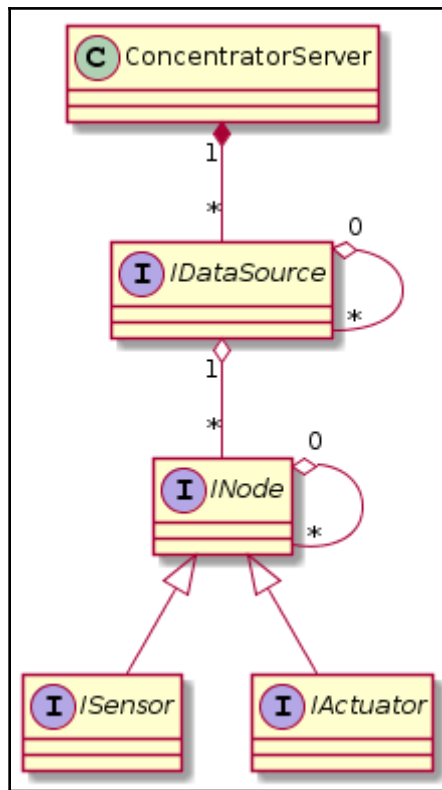 C ConcentratorServer
1
*
0
I IDataSource
*
1
*
0
I INode
*
I ISensor
I IActuator